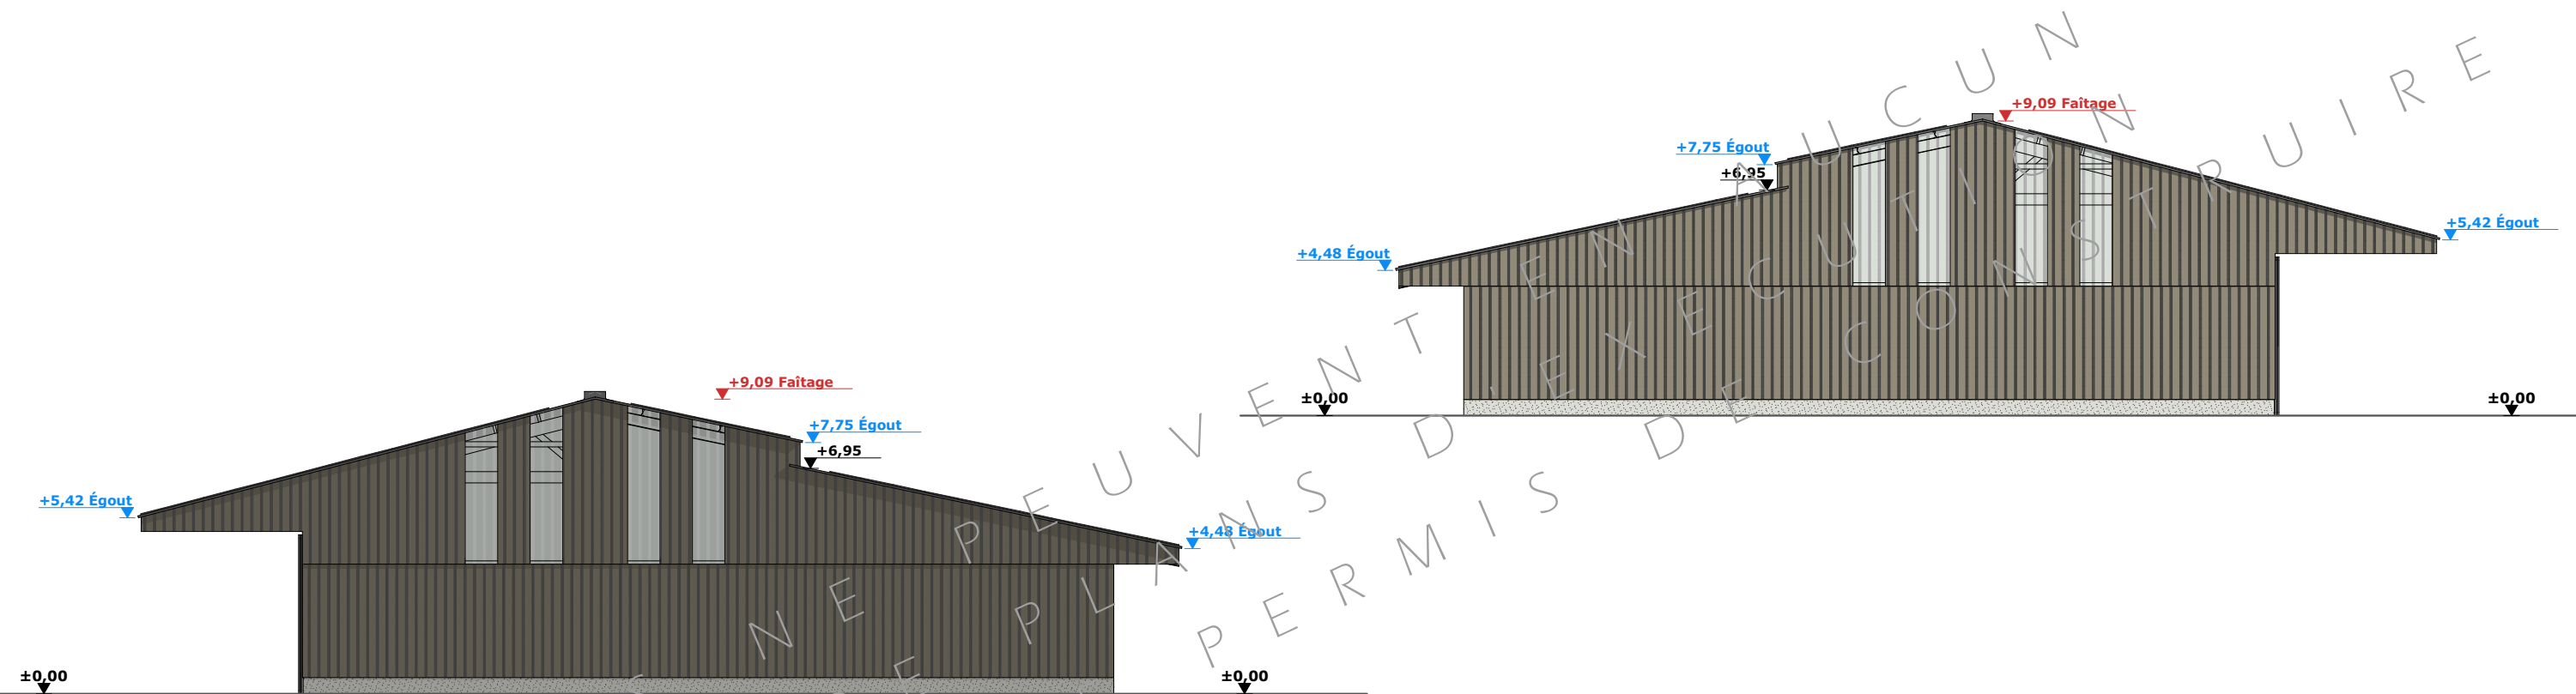 +9,09 Faîtage
+7,75 Égout
+6,95
+4,48 Égout
+5,42 Égout
±0,00
±0,00
+9,09 Faîtage
+7,75 Égout
+6,95
+5,42 Égout
+4,48 Égout
±0,00
±0,00
NE PEUVENT EN AUCUN
PLANS D'EXECUTION
PERMIS DE CONSTRUIRE